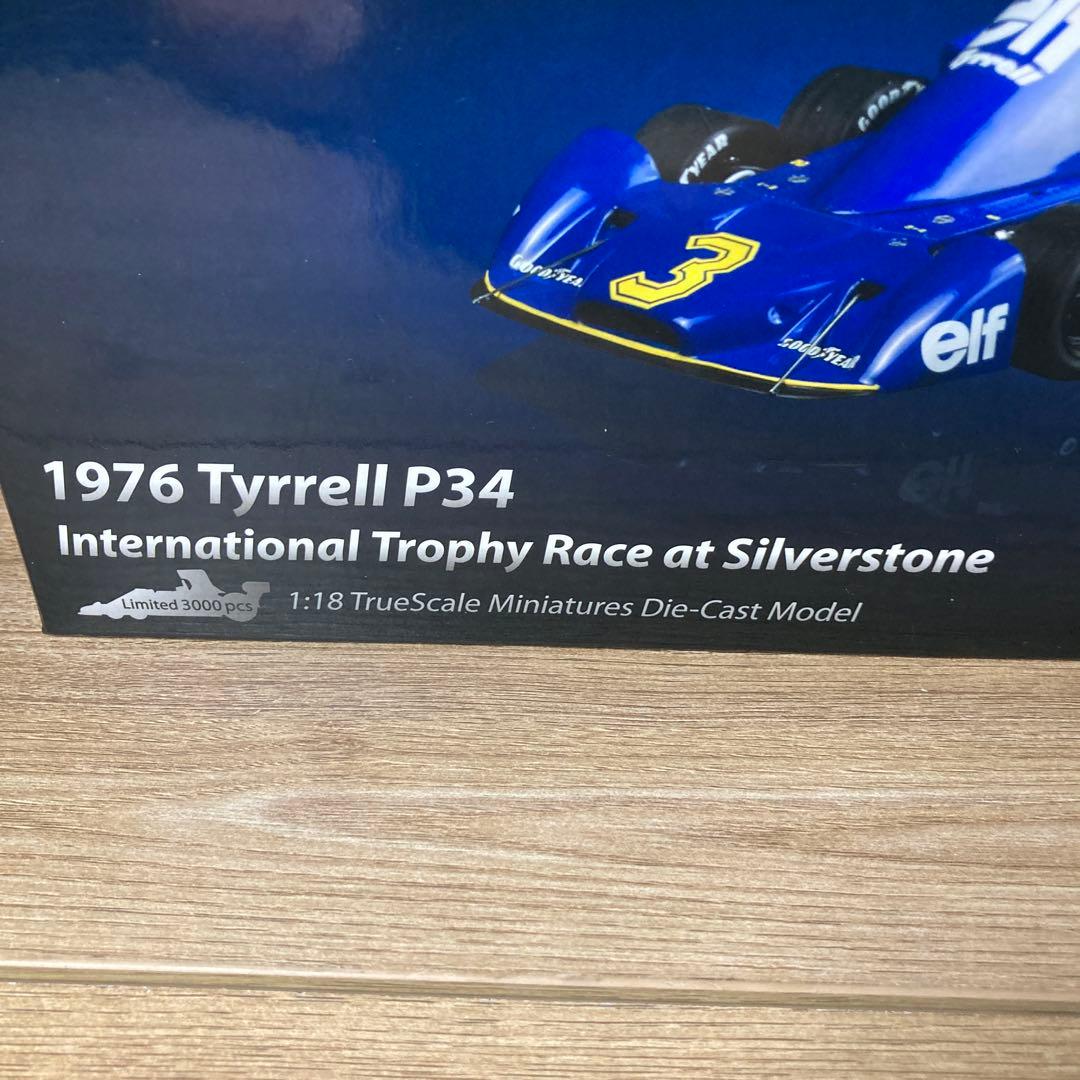 elf
Tyrrell
GOODYEAR
3
GOODYEAR
GOODYEAR
elf
1976 Tyrrell P34
International Trophy Race at Silverstone
Limited 3000 pcs
1:18 TrueScale Miniatures Die-Cast Model